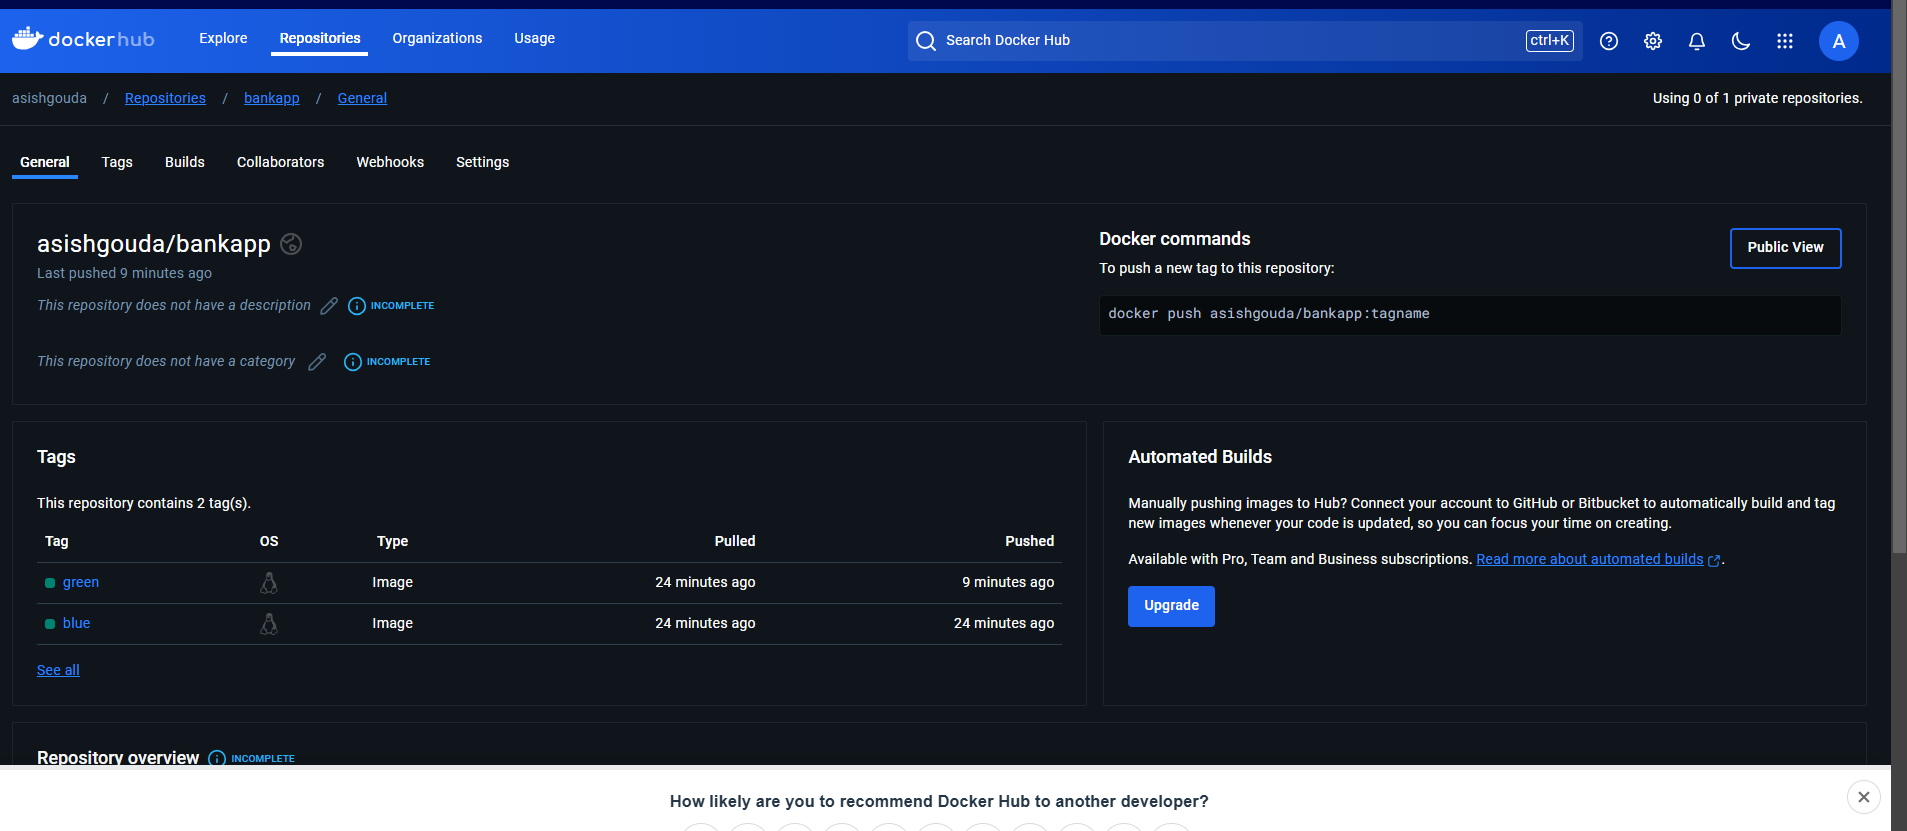 dockerhub Explore Repositories Organizations Usage Search Docker Hub ctrl+K A
asishgouda / Repositories / bankapp / General Using 0 of 1 private repositories.
General Tags Builds Collaborators Webhooks Settings
asishgouda/bankapp
Last pushed 9 minutes ago
This repository does not have a description INCOMPLETE
This repository does not have a category INCOMPLETE
Docker commands
Public View
To push a new tag to this repository:
docker push asishgouda/bankapp:tagname
Tags
This repository contains 2 tag(s).
Tag OS Type Pulled Pushed
green Image 24 minutes ago 9 minutes ago
blue Image 24 minutes ago 24 minutes ago
See all
Automated Builds
Manually pushing images to Hub? Connect your account to GitHub or Bitbucket to automatically build and tag
new images whenever your code is updated, so you can focus your time on creating.
Available with Pro, Team and Business subscriptions. Read more about automated builds .
Upgrade
Repository overview INCOMPLETE
How likely are you to recommend Docker Hub to another developer?